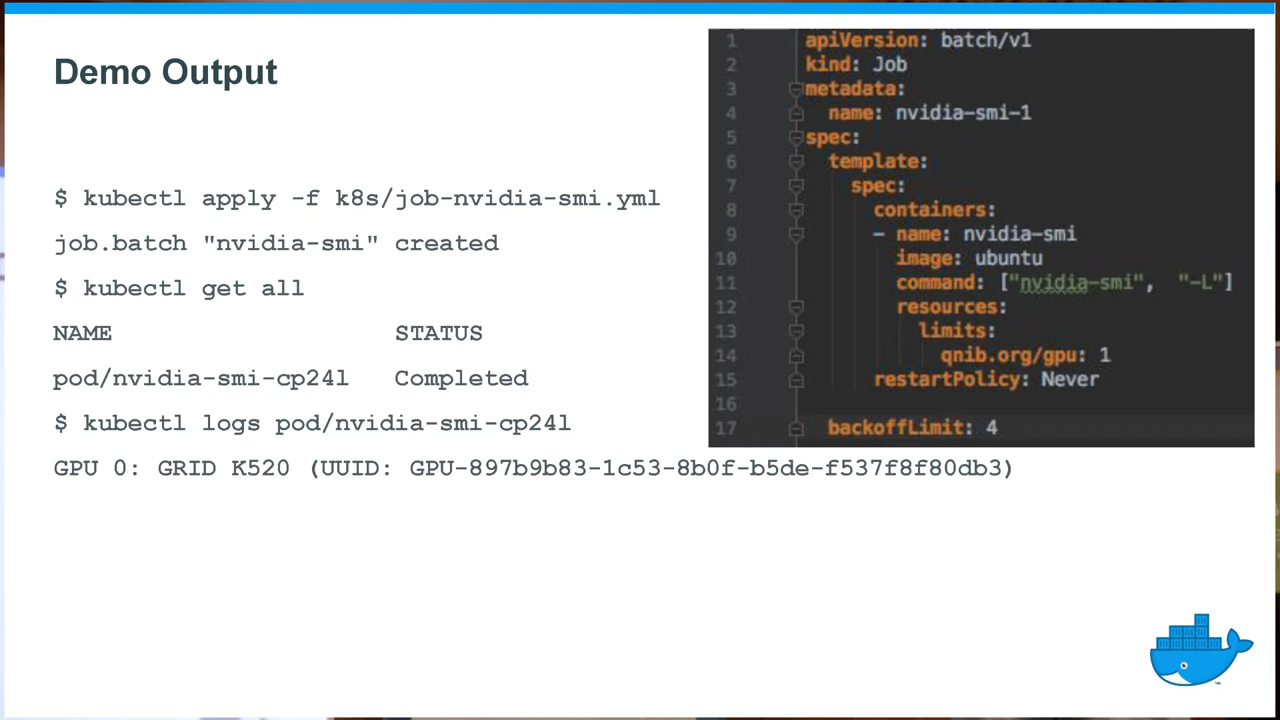 Demo Output
$ kubectl apply -f k8s/job-nvidia-smi.yml
job.batch "nvidia-smi" created
$ kubectl get all
NAME STATUS
pod/nvidia-smi-cp24l Completed
$ kubectl logs pod/nvidia-smi-cp24l
GPU 0: GRID K520 (UUID: GPU-897b9b83-1c53-8b0f-b5de-f537f8f80db3)
1 apiVersion: batch/v1
2 kind: Job
3 metadata:
4 name: nvidia-smi-1
5 spec:
6 template:
7 spec:
8 containers:
9 - name: nvidia-smi
10 image: ubuntu
11 command: ["nvidia-smi", "-L"]
12 resources:
13 limits:
14 qnib.org/gpu: 1
15 restartPolicy: Never
16
17 backoffLimit: 4